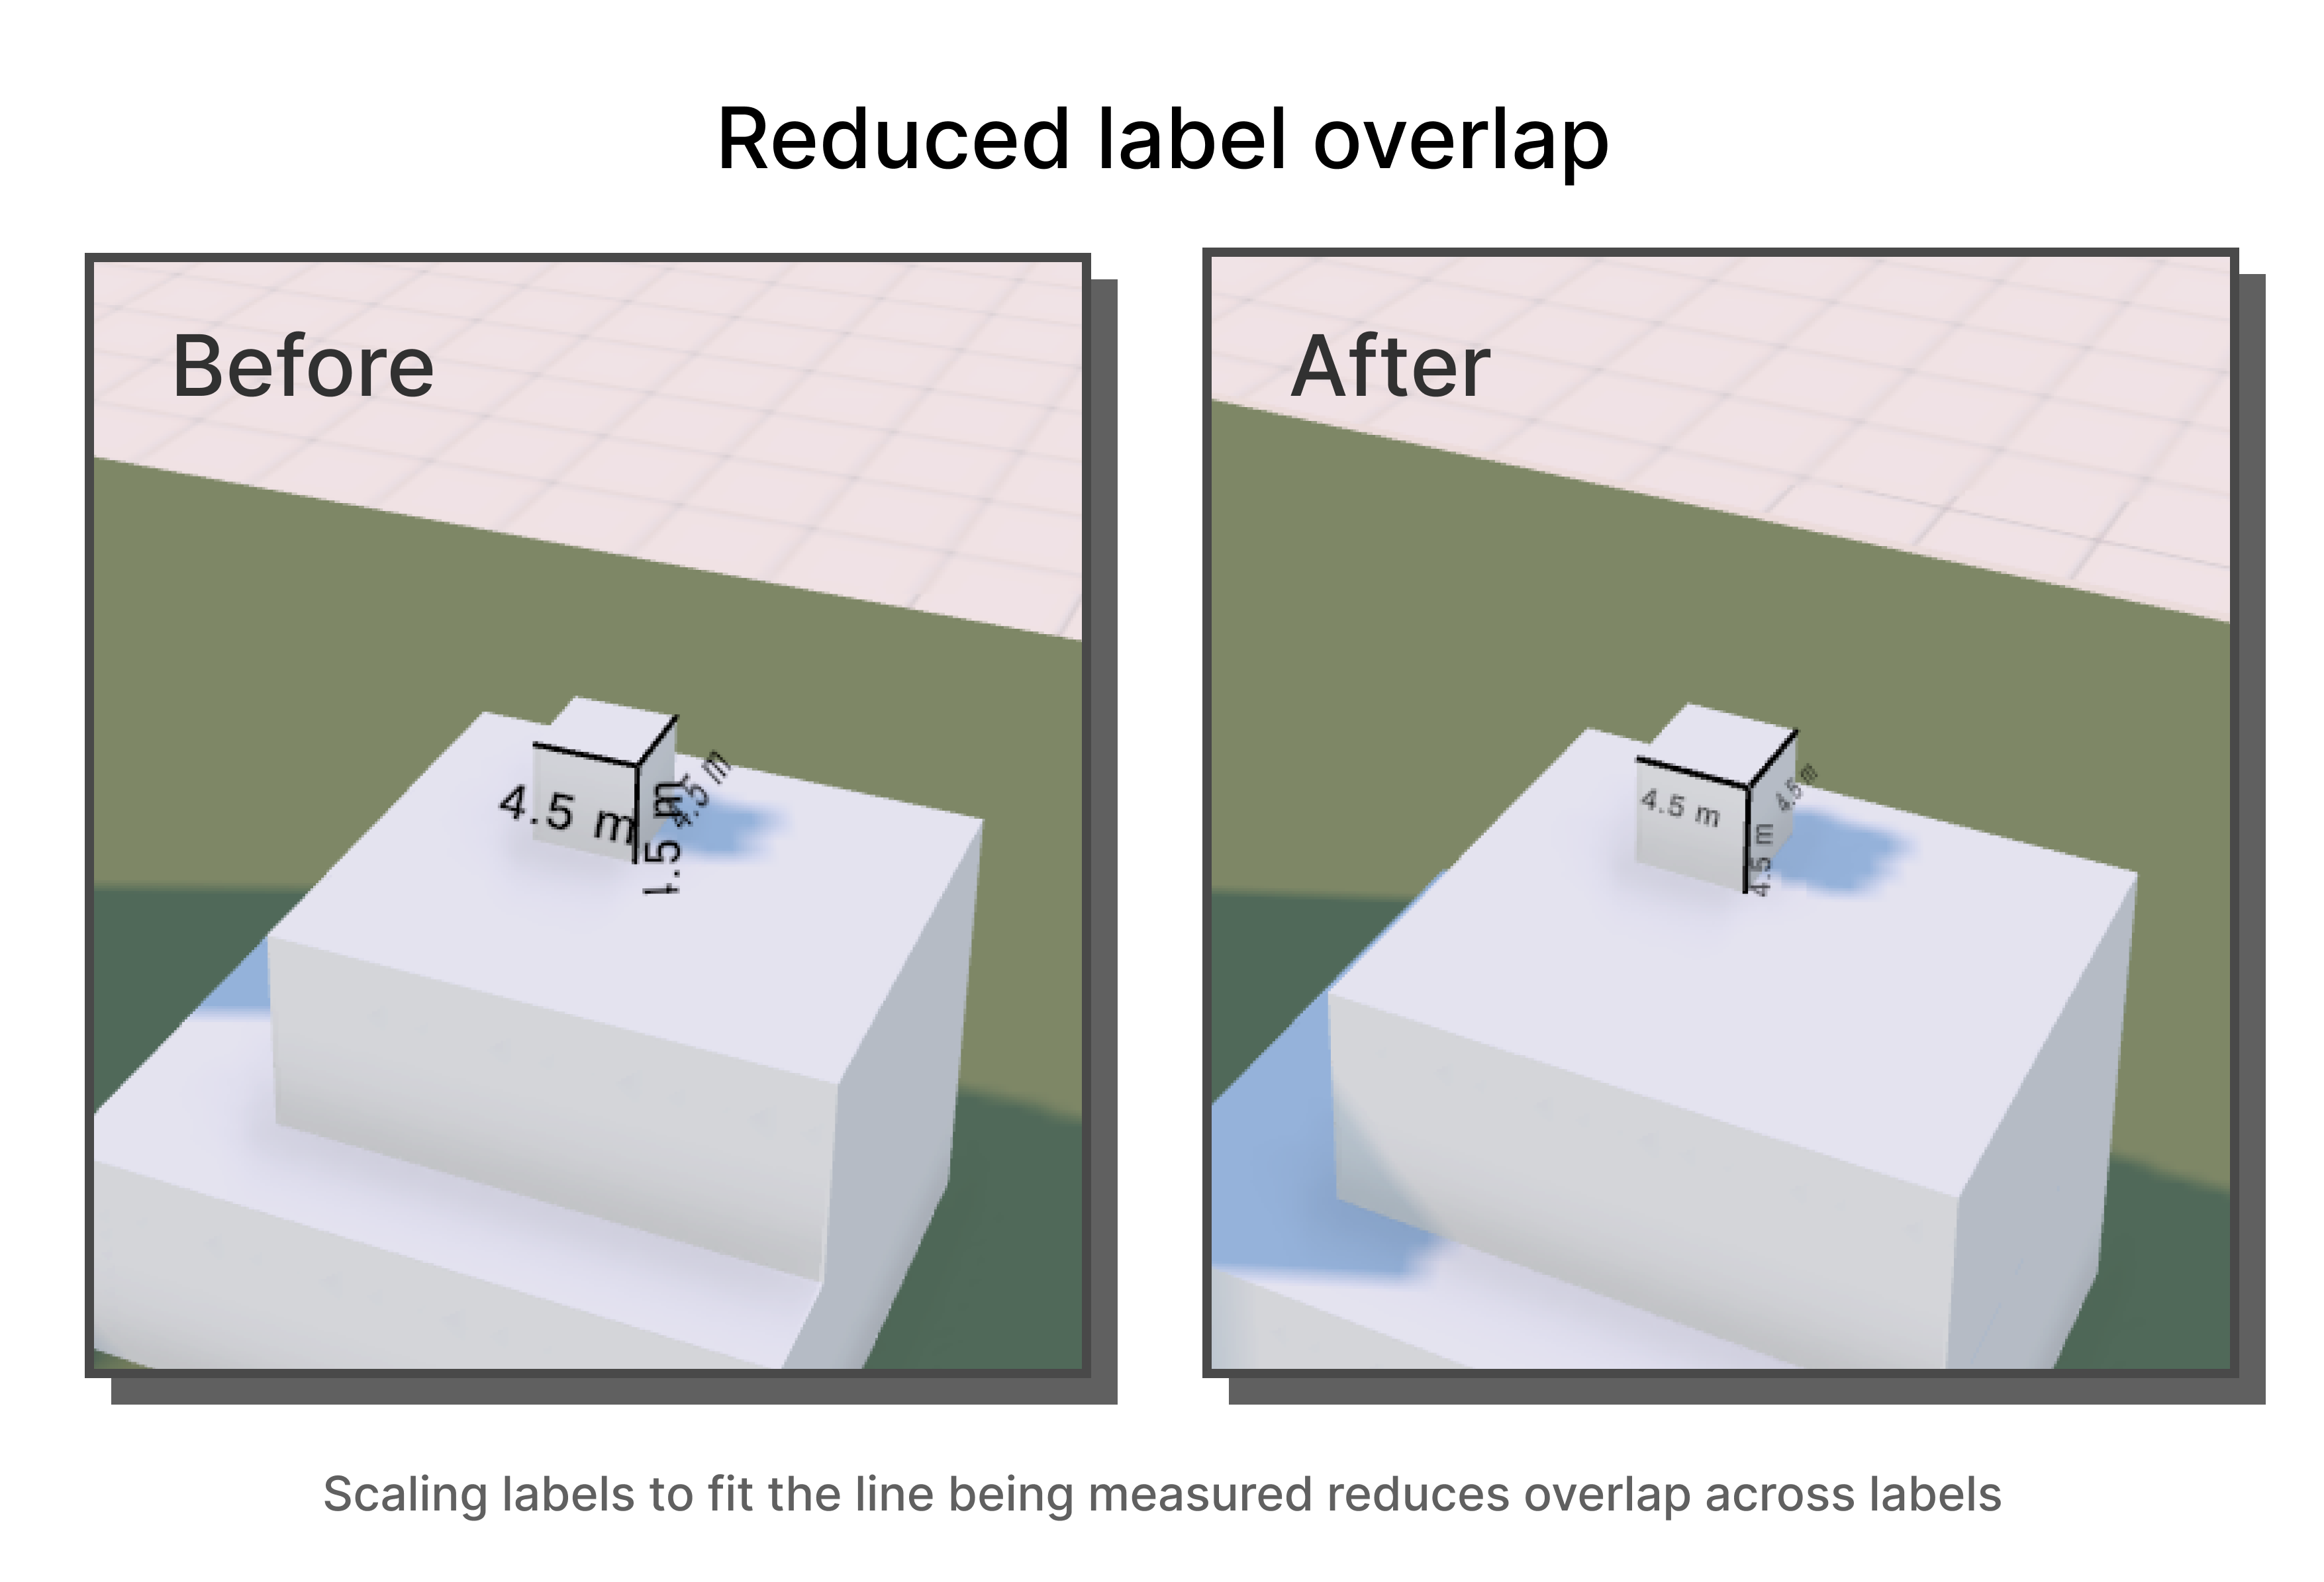 Reduced label overlap
Before
After
4.5 m
4.5 m
.5 m
4.5 m
4.5 m
4.5 m
Scaling labels to fit the line being measured reduces overlap across labels